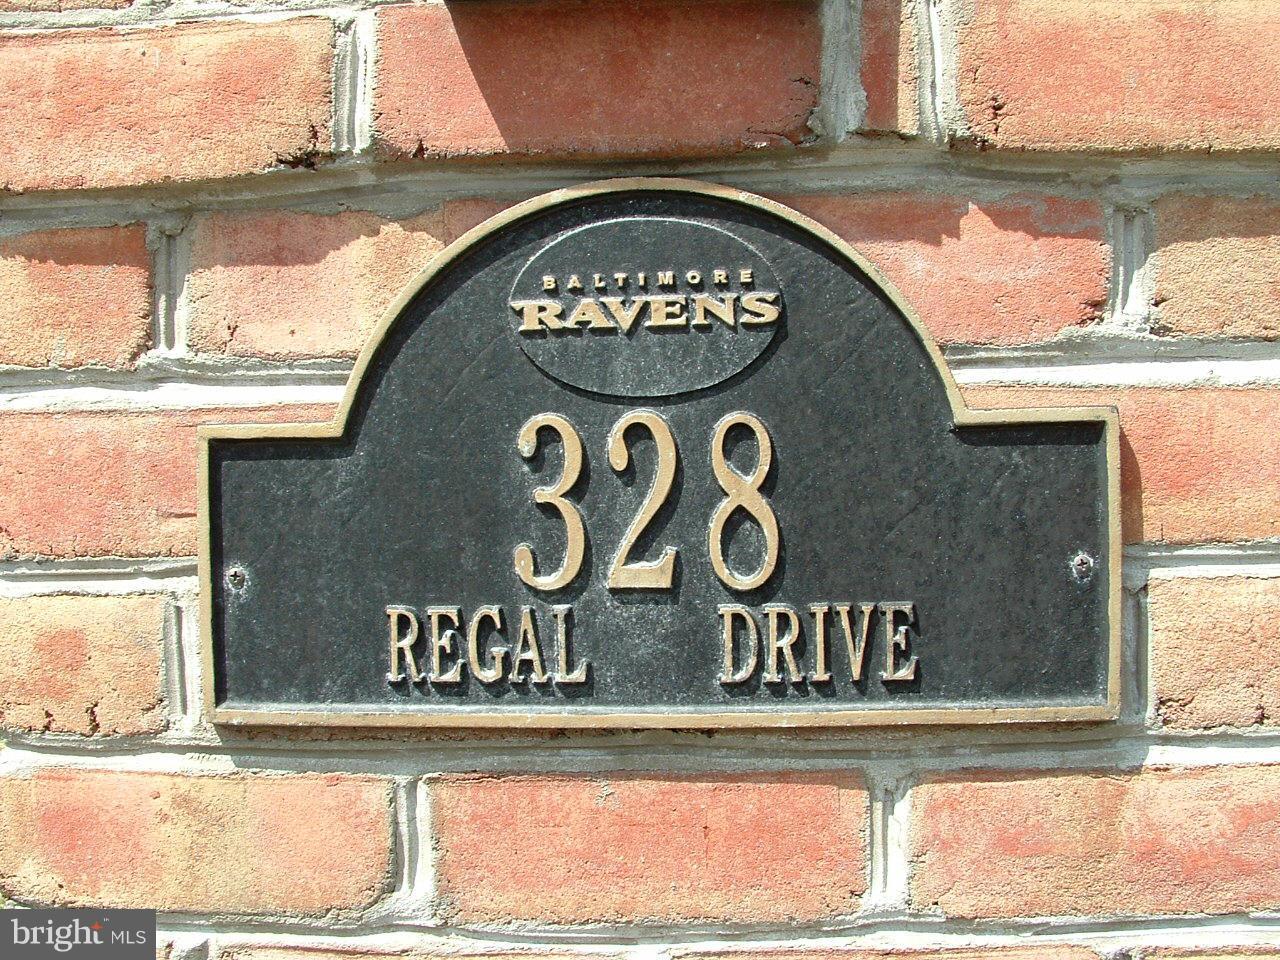 BALTIMORE
RAVENS
328
REGAL DRIVE
bright MLS